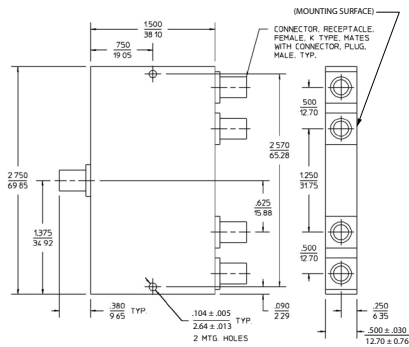 (MOUNTING SURFACE)
CONNECTOR, RECEPTACLE,
FEMALE, K TYPE, MATES
WITH CONNECTOR, PLUG,
MALE, TYP.
1.500
38.10
.750
19.05
2.750
69.85
1.375
34.92
2.570
65.28
.625
15.88
.500
12.70
1.250
31.75
.500
12.70
.380
9.65
TYP.
.104 ± .005
2.64 ± .013
TYP.
2 MTG. HOLES
.090
2.29
.250
6.35
.500 ± .030
12.70 ± 0.76